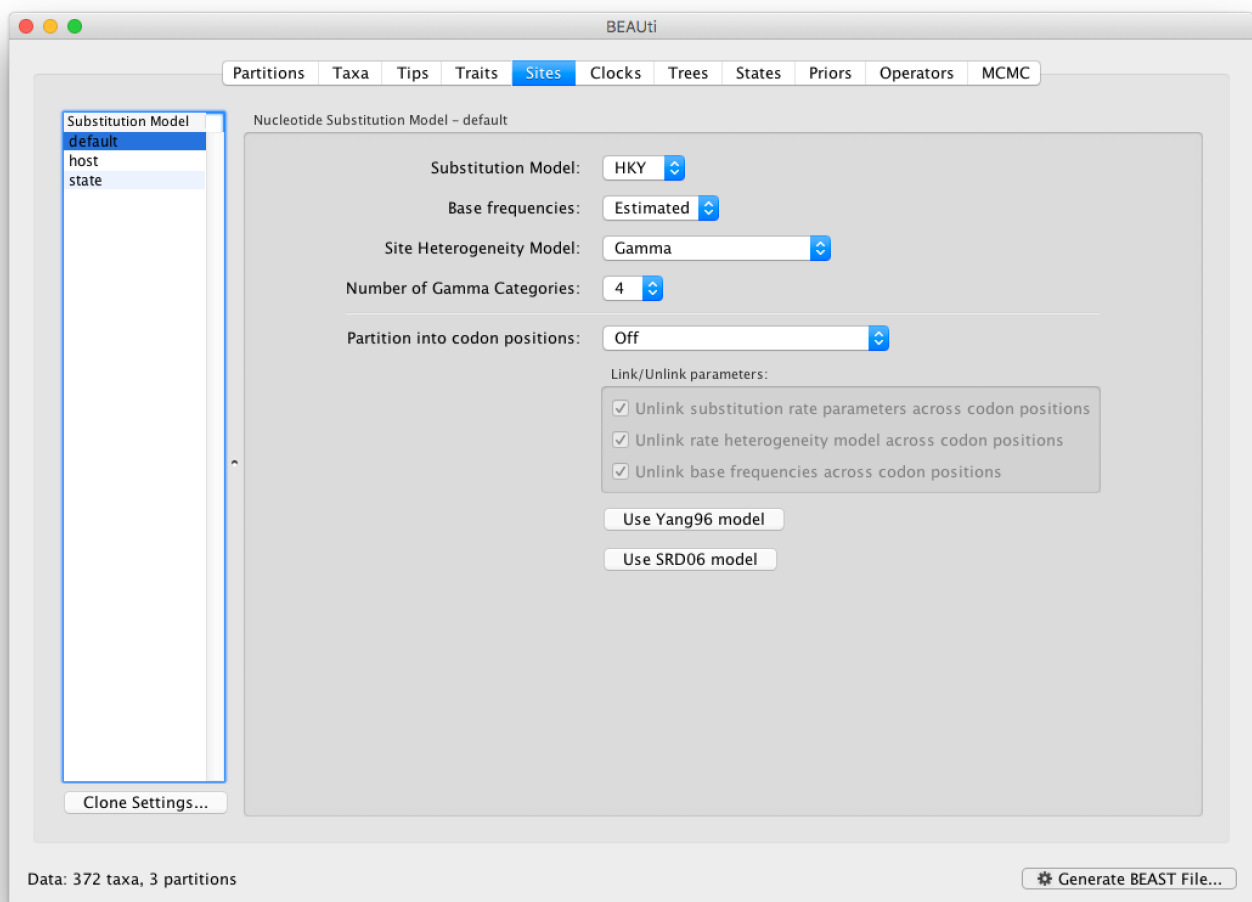 BEAUti
Partitions Taxa Tips Traits Sites Clocks Trees States Priors Operators MCMC
Substitution Model
default
host
state
Clone Settings...
Nucleotide Substitution Model – default
Substitution Model: HKY
Base frequencies: Estimated
Site Heterogeneity Model: Gamma
Number of Gamma Categories: 4
Partition into codon positions: Off
Link/Unlink parameters:
Unlink substitution rate parameters across codon positions
Unlink rate heterogeneity model across codon positions
Unlink base frequencies across codon positions
Use Yang96 model
Use SRD06 model
Data: 372 taxa, 3 partitions
Generate BEAST File...